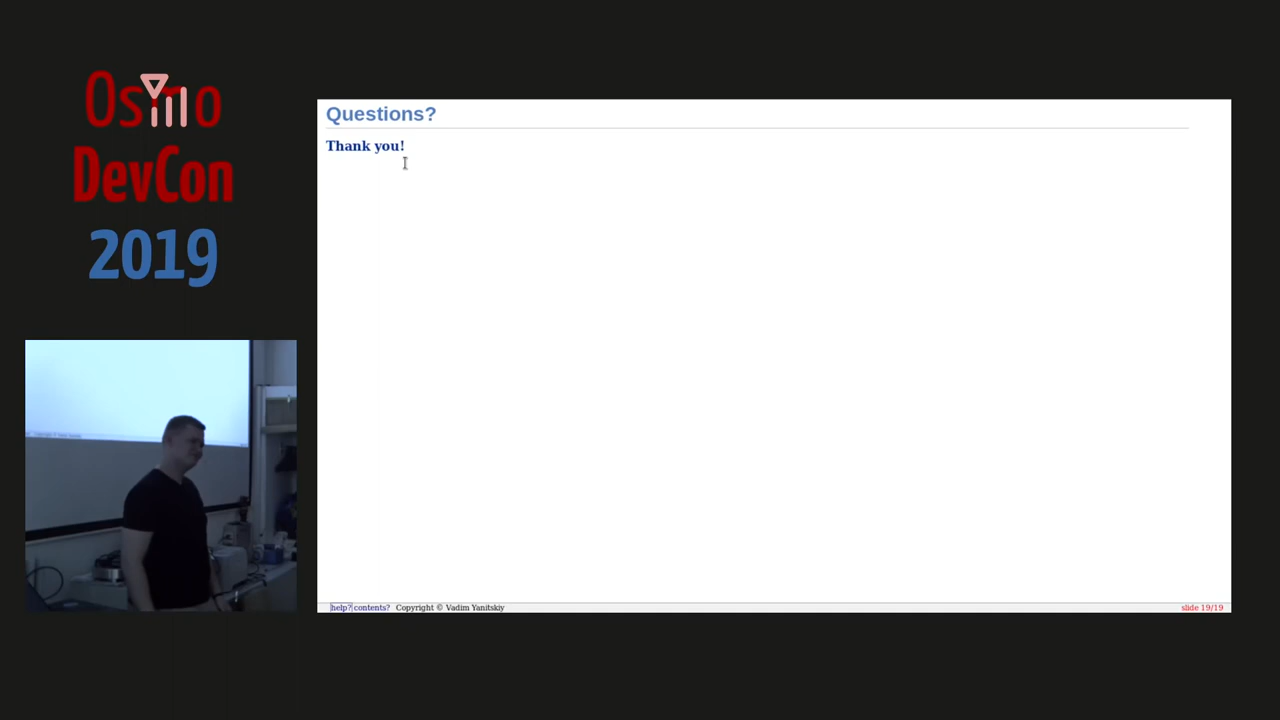 Osmo
DevCon
2019
Questions?
Thank you!
help? contents? Copyright © Vadim Yanitskiy
slide 19/19